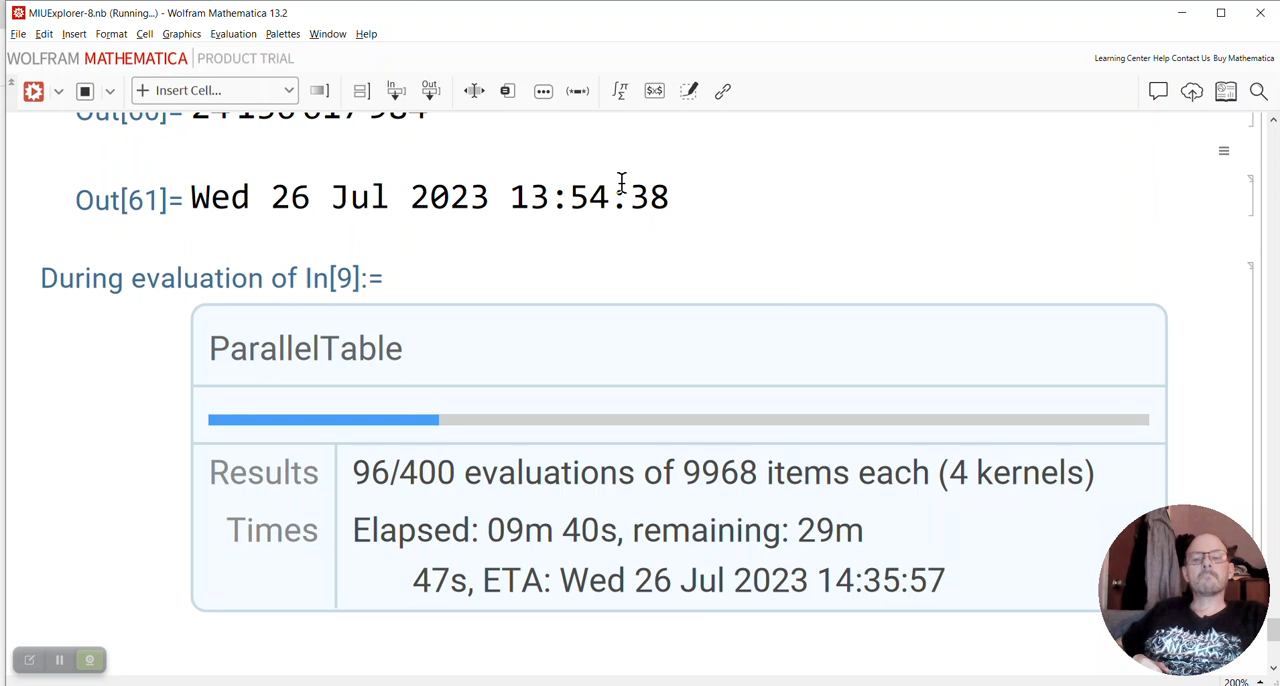 MIUExplorer-8.nb (Running...) - Wolfram Mathematica 13.2
File Edit Insert Format Cell Graphics Evaluation Palettes Window Help
WOLFRAM MATHEMATICA PRODUCT TRIAL
Learning Center Help Contact Us Buy Mathematica
Insert Cell...
In Out
Out[61]= Wed 26 Jul 2023 13:54:38
During evaluation of In[9]:=
ParallelTable
Results 96/400 evaluations of 9968 items each (4 kernels)
Times Elapsed: 09m 40s, remaining: 29m
47s, ETA: Wed 26 Jul 2023 14:35:57
200%